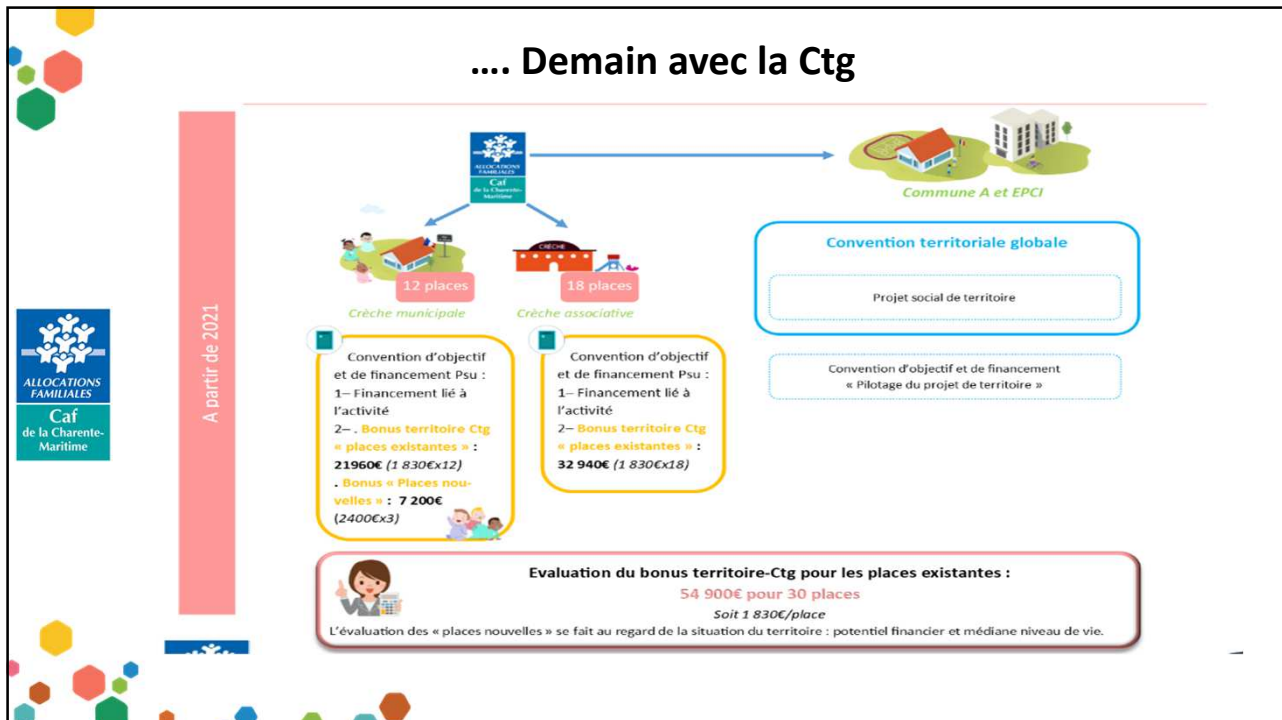 .... Demain avec la Ctg
A partir de 2021
ALLOCATIONS
FAMILIALES
Caf
de la Charente-
Maritime
ALLOCATIONS
FAMILIALES
Caf
de la Charente-
Maritime
Commune A et EPCI
CRÈCHE
12 places
18 places
Crèche municipale
Crèche associative
Convention d'objectif
et de financement Psu :
1– Financement lié à
l'activité
2– . Bonus territoire Ctg
« places existantes » :
21960€ (1 830€x12)
. Bonus « Places nou-
velles » : 7 200€
(2400€x3)
Convention d'objectif
et de financement Psu :
1– Financement lié à
l'activité
2– Bonus territoire Ctg
« places existantes » :
32 940€ (1 830€x18)
Convention territoriale globale
Projet social de territoire
Convention d'objectif et de financement
« Pilotage du projet de territoire »
Evaluation du bonus territoire-Ctg pour les places existantes :
54 900€ pour 30 places
Soit 1 830€/place
L'évaluation des « places nouvelles » se fait au regard de la situation du territoire : potentiel financier et médiane niveau de vie.